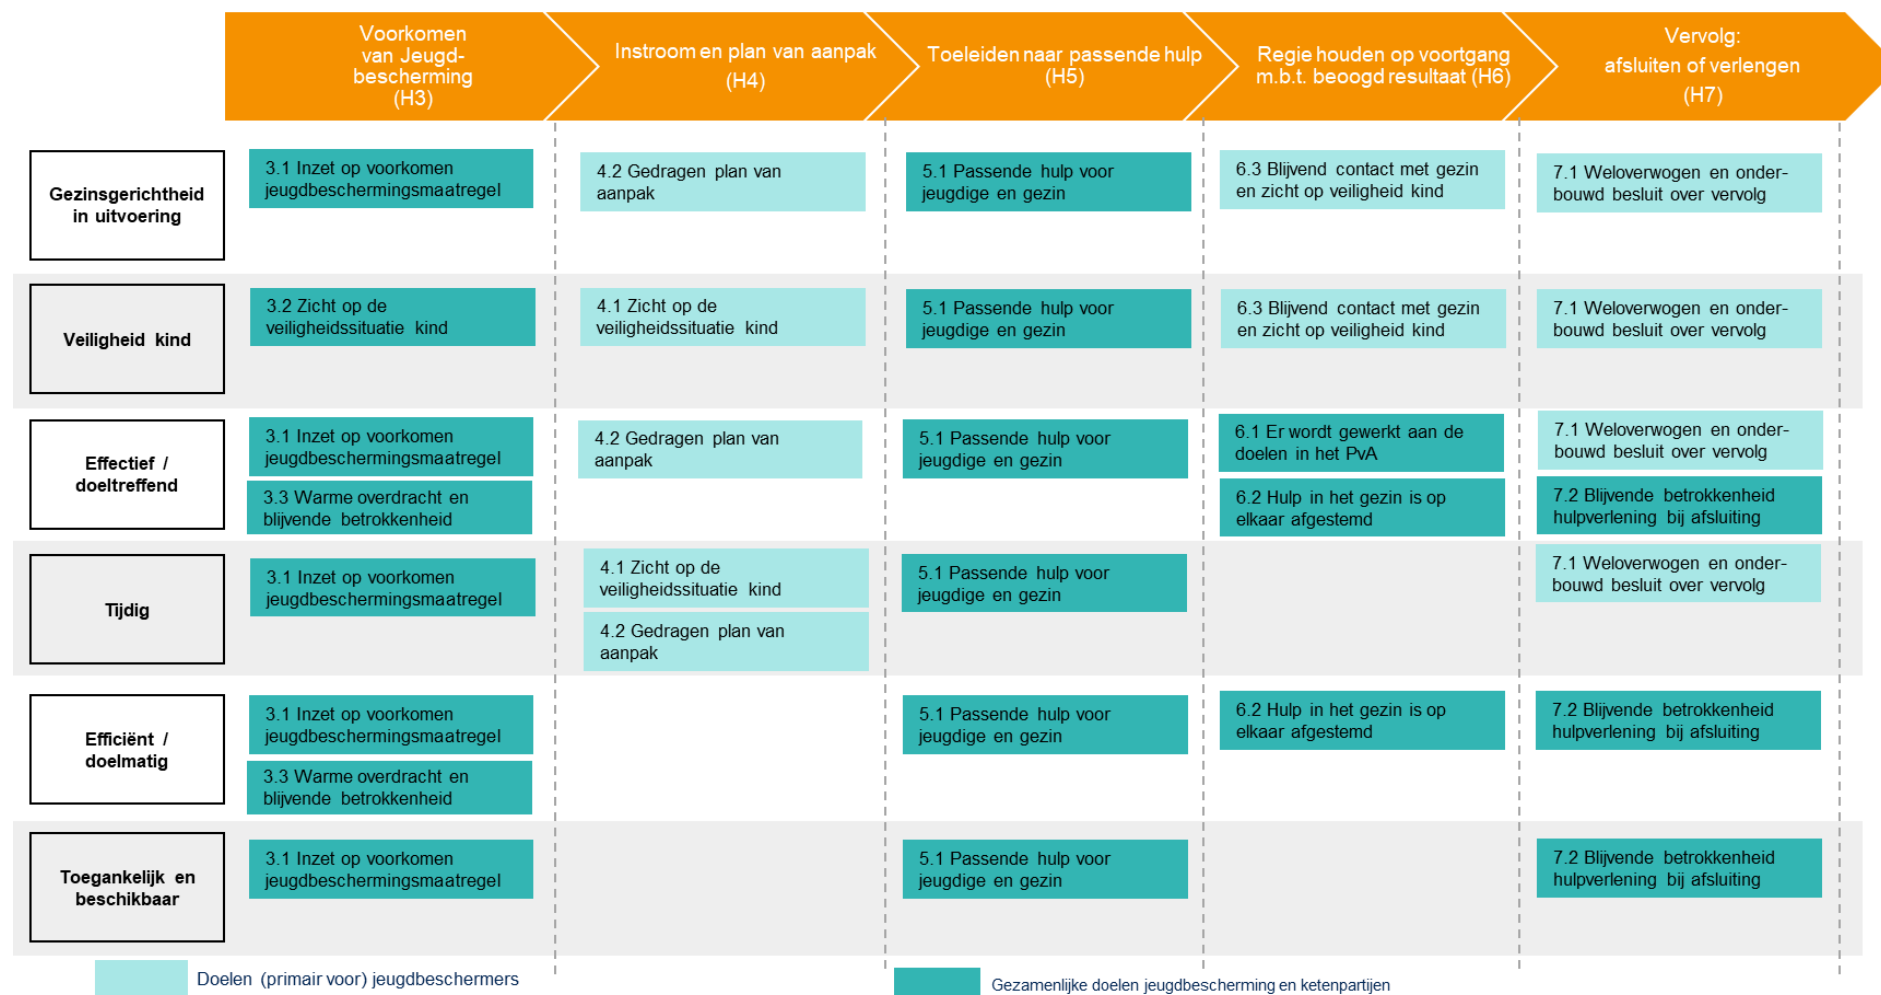 Voorkomen
van Jeugd-
bescherming
(H3)
Instroom en plan van aanpak
(H4)
Toeleiden naar passende hulp
(H5)
Regie houden op voortgang
m.b.t. beoogd resultaat (H6)
Vervolg:
afsluiten of verlengen
(H7)
Gezinsgerichtheid
in uitvoering
3.1 Inzet op voorkomen
jeugdbeschermingsmaatregel
4.2 Gedragen plan van
aanpak
5.1 Passende hulp voor
jeugdige en gezin
6.3 Blijvend contact met gezin
en zicht op veiligheid kind
7.1 Weloverwogen en onder-
bouwd besluit over vervolg
Veiligheid kind
3.2 Zicht op de
veiligheidssituatie kind
4.1 Zicht op de
veiligheidssituatie kind
5.1 Passende hulp voor
jeugdige en gezin
6.3 Blijvend contact met gezin
en zicht op veiligheid kind
7.1 Weloverwogen en onder-
bouwd besluit over vervolg
Effectief /
doeltreffend
3.1 Inzet op voorkomen
jeugdbeschermingsmaatregel
3.3 Warme overdracht en
blijvende betrokkenheid
4.2 Gedragen plan van
aanpak
5.1 Passende hulp voor
jeugdige en gezin
6.1 Er wordt gewerkt aan de
doelen in het PvA
6.2 Hulp in het gezin is op
elkaar afgestemd
7.1 Weloverwogen en onder-
bouwd besluit over vervolg
7.2 Blijvende betrokkenheid
hulpverlening bij afsluiting
Tijdig
3.1 Inzet op voorkomen
jeugdbeschermingsmaatregel
4.1 Zicht op de
veiligheidssituatie kind
4.2 Gedragen plan van
aanpak
5.1 Passende hulp voor
jeugdige en gezin
7.1 Weloverwogen en onder-
bouwd besluit over vervolg
Efficiënt /
doelmatig
3.1 Inzet op voorkomen
jeugdbeschermingsmaatregel
3.3 Warme overdracht en
blijvende betrokkenheid
5.1 Passende hulp voor
jeugdige en gezin
6.2 Hulp in het gezin is op
elkaar afgestemd
7.2 Blijvende betrokkenheid
hulpverlening bij afsluiting
Toegankelijk en
beschikbaar
3.1 Inzet op voorkomen
jeugdbeschermingsmaatregel
5.1 Passende hulp voor
jeugdige en gezin
7.2 Blijvende betrokkenheid
hulpverlening bij afsluiting
Doelen (primair voor) jeugdbeschermers
Gezamenlijke doelen jeugdbescherming en ketenpartijen